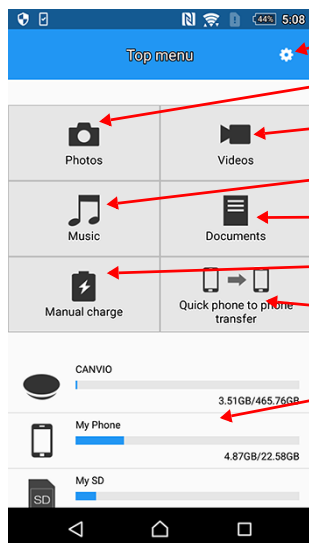 44% 5:08
Top menu
Photos
Videos
Music
Documents
Manual charge
Quick phone to phone
transfer
CANVIO
3.51GB/465.76GB
My Phone
4.87GB/22.58GB
My SD
SD